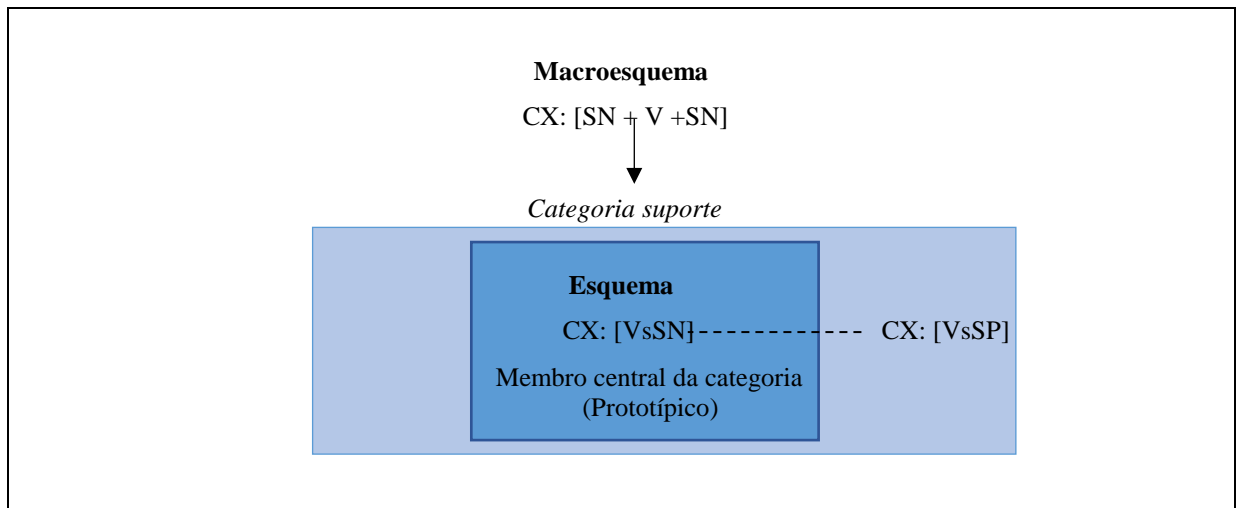 Macroesquema
CX: [SN + V +SN]
Categoria suporte
Esquema
CX: [VsSN] CX: [VsSP]
Membro central da categoria
(Prototípico)